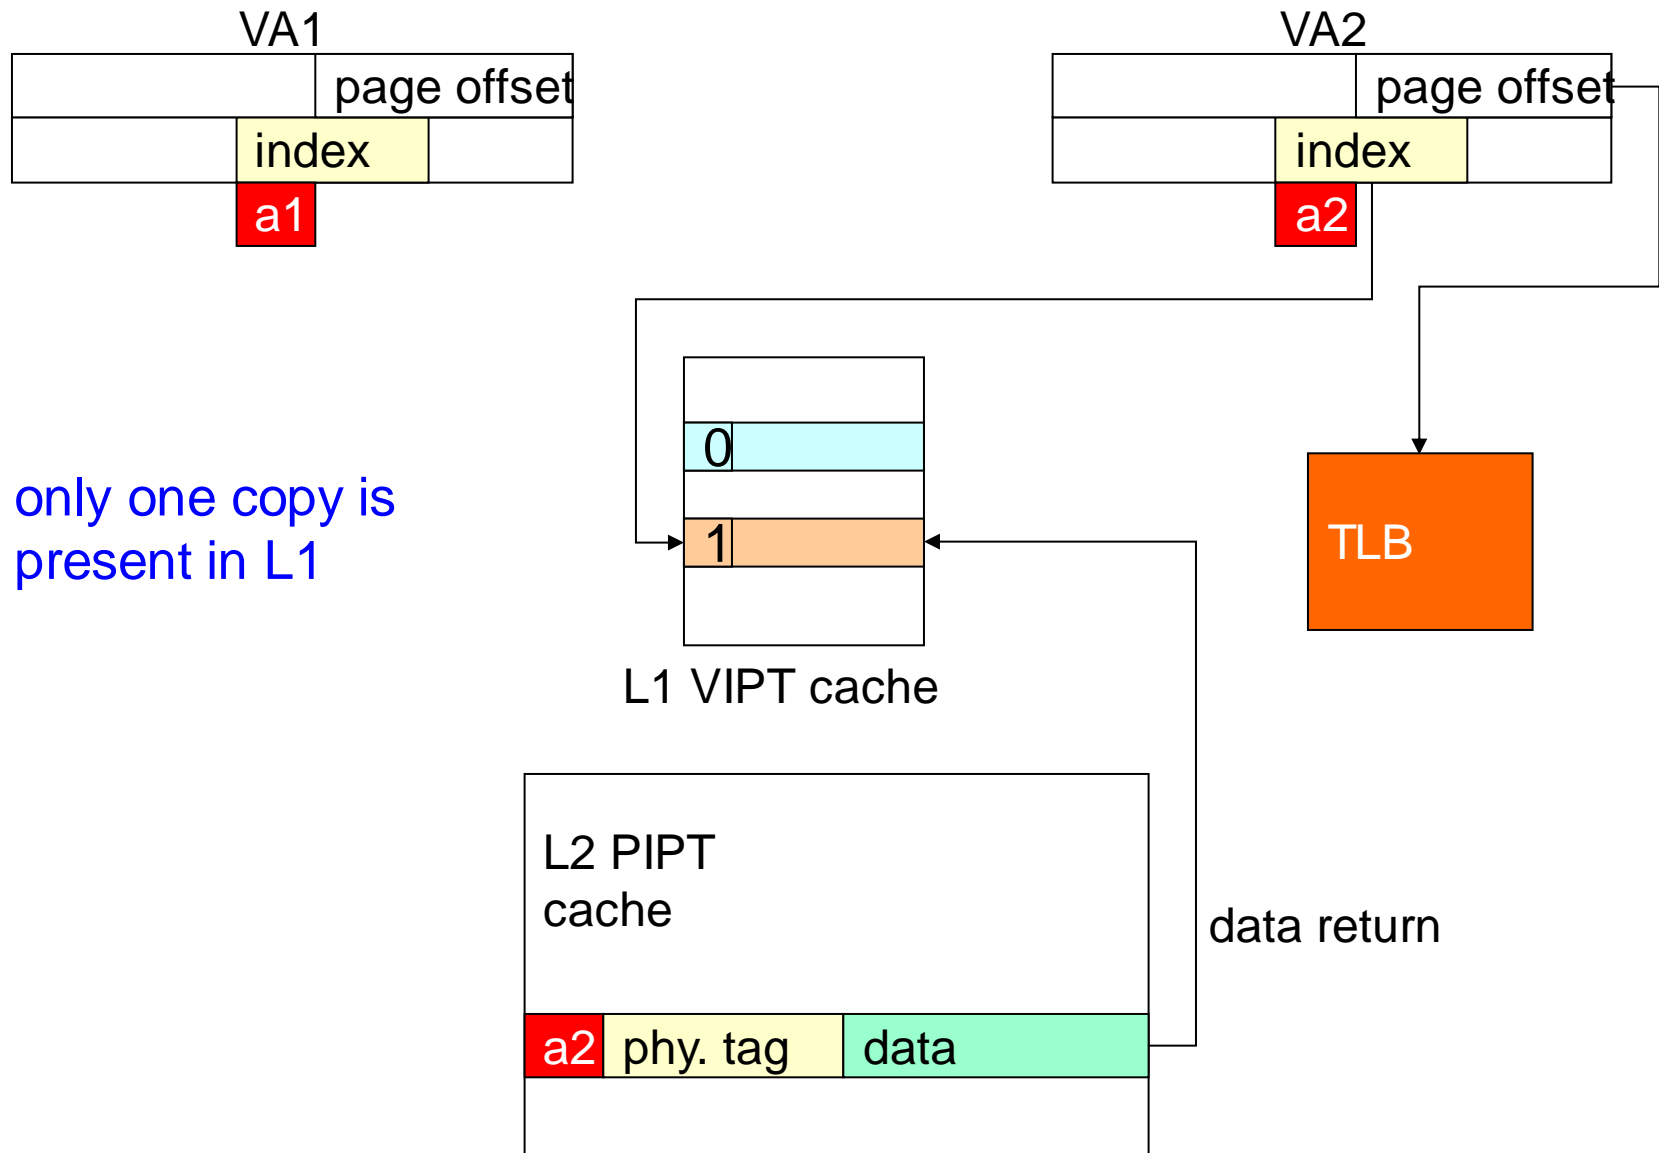 VA1
VA2
page offset
page offset
index
index
a1
a2
0
only one copy is
present in L1
1
TLB
L1 VIPT cache
L2 PIPT
cache
data return
a2
phy. tag
data